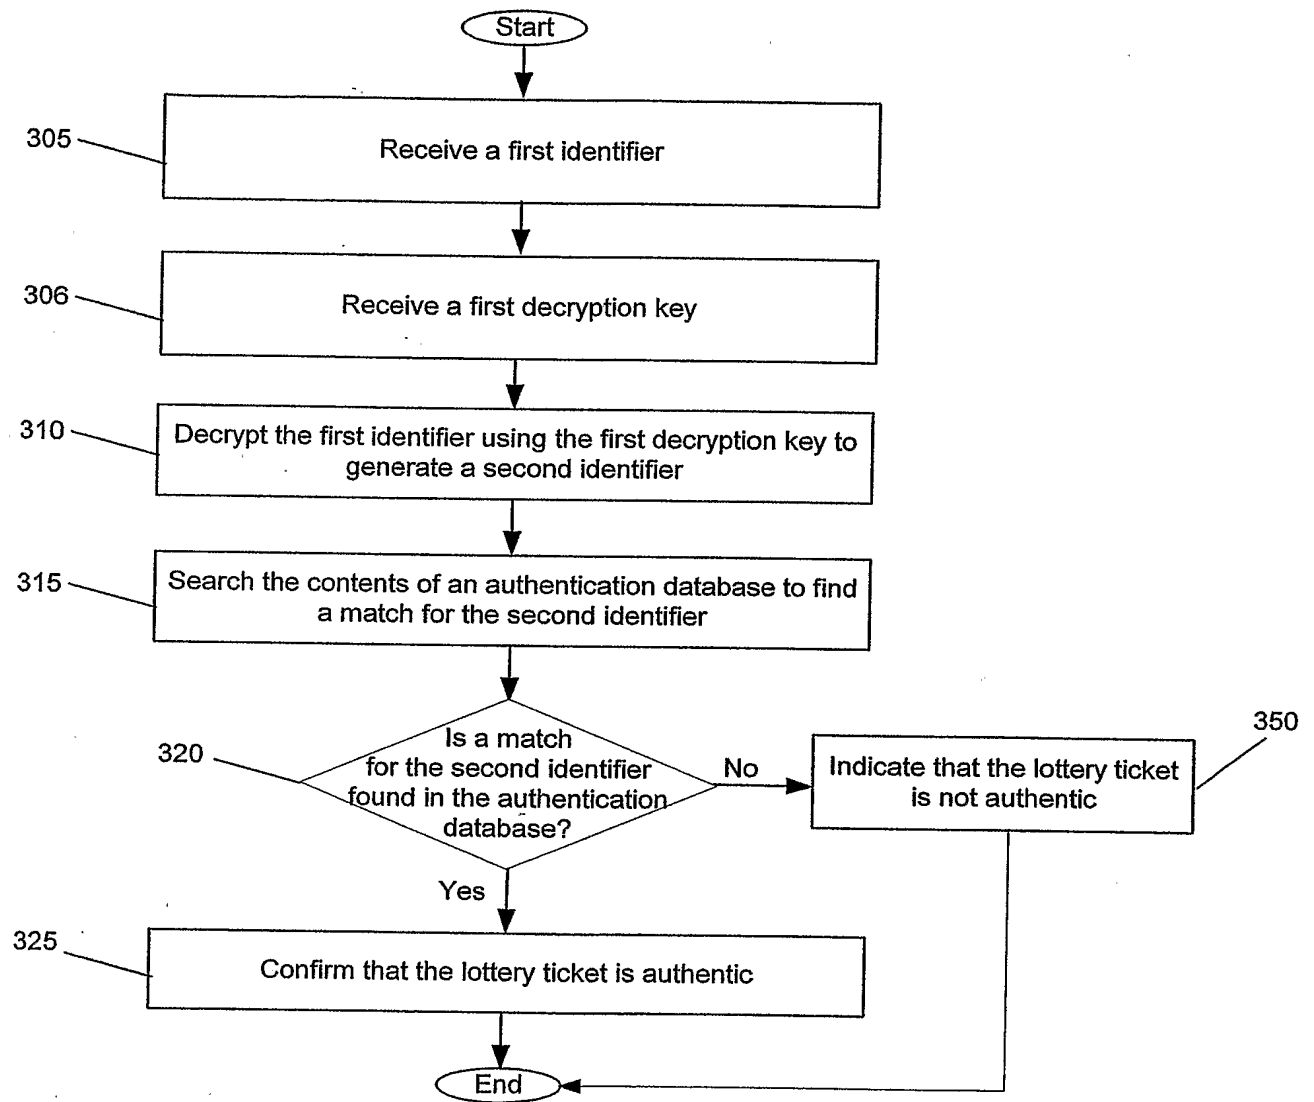 Start
305
Receive a first identifier
306
Receive a first decryption key
310
Decrypt the first identifier using the first decryption key to
generate a second identifier
315
Search the contents of an authentication database to find
a match for the second identifier
320
Is a match
for the second identifier
found in the authentication
database?
No
350
Indicate that the lottery ticket
is not authentic
Yes
325
Confirm that the lottery ticket is authentic
End